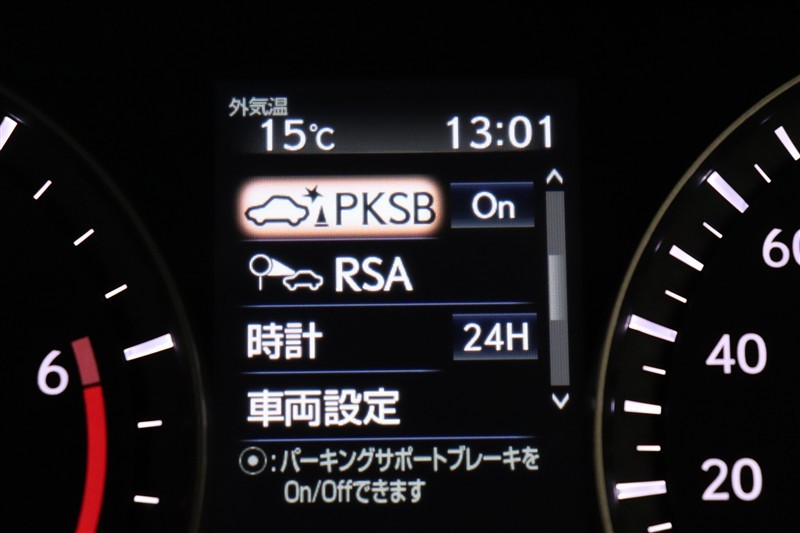 外気温
15℃ 13:01
PKSB On
RSA
時計 24H
車両設定
:パーキングサポートブレーキを
On/Offできます
6
60
40
20